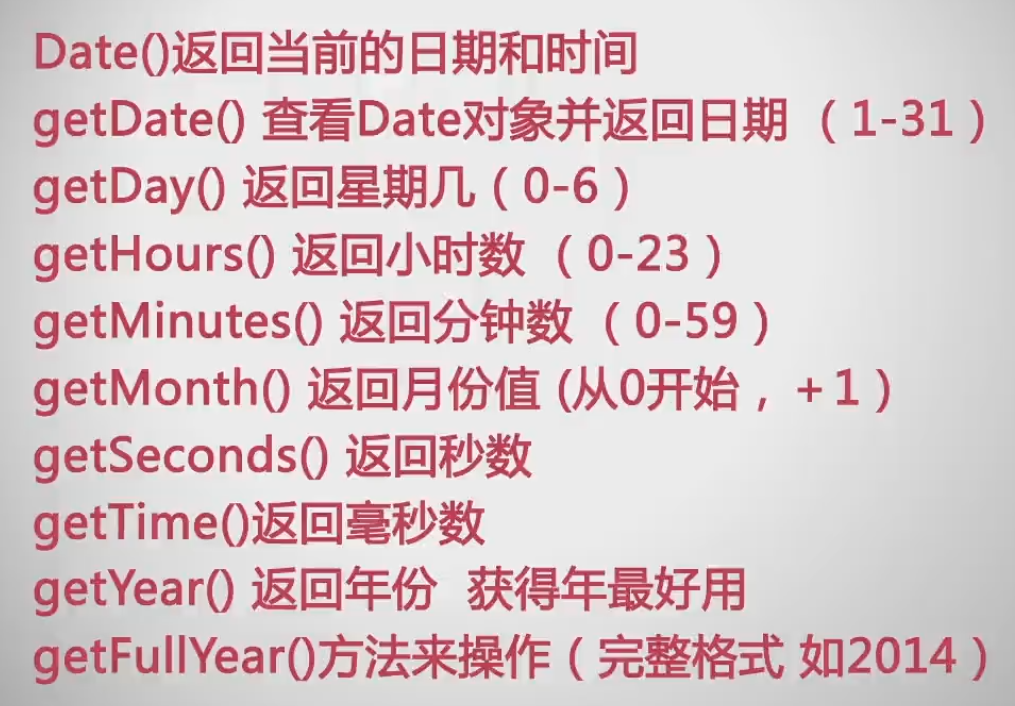 Date()返回当前的日期和时间
getDate() 查看Date对象并返回日期 （1-31）
getDay() 返回星期几（0-6）
getHours() 返回小时数 （0-23）
getMinutes() 返回分钟数 （0-59）
getMonth() 返回月份值 (从0开始，+1）
getSeconds() 返回秒数
getTime()返回毫秒数
getYear() 返回年份 获得年最好用
getFullYear()方法来操作（完整格式 如2014）